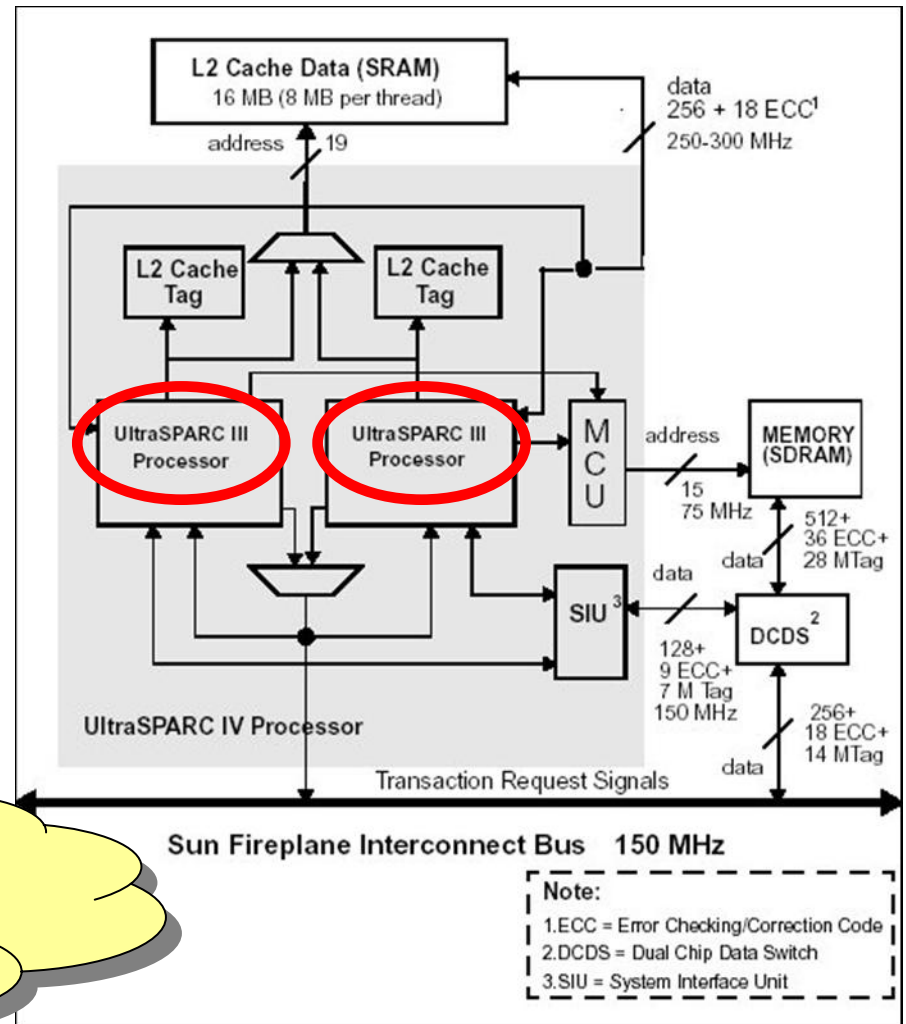 L2 Cache Data (SRAM)
16 MB (8 MB per thread)
data
256 + 18 ECC¹
250-300 MHz
address
19
L2 Cache
Tag
L2 Cache
Tag
UltraSPARC III
Processor
UltraSPARC III
Processor
M
C
U
address
15
75 MHz
MEMORY
(SDRAM)
512+
36 ECC+
28 MTag
data
data
SIU³
DCDS²
128+
9 ECC+
7 M Tag
150 MHz
256+
18 ECC+
14 MTag
data
UltraSPARC IV Processor
Transaction Request Signals
Sun Fireplane Interconnect Bus 150 MHz
Note:
1.ECC = Error Checking/Correction Code
2.DCDS = Dual Chip Data Switch
3.SIU = System Interface Unit